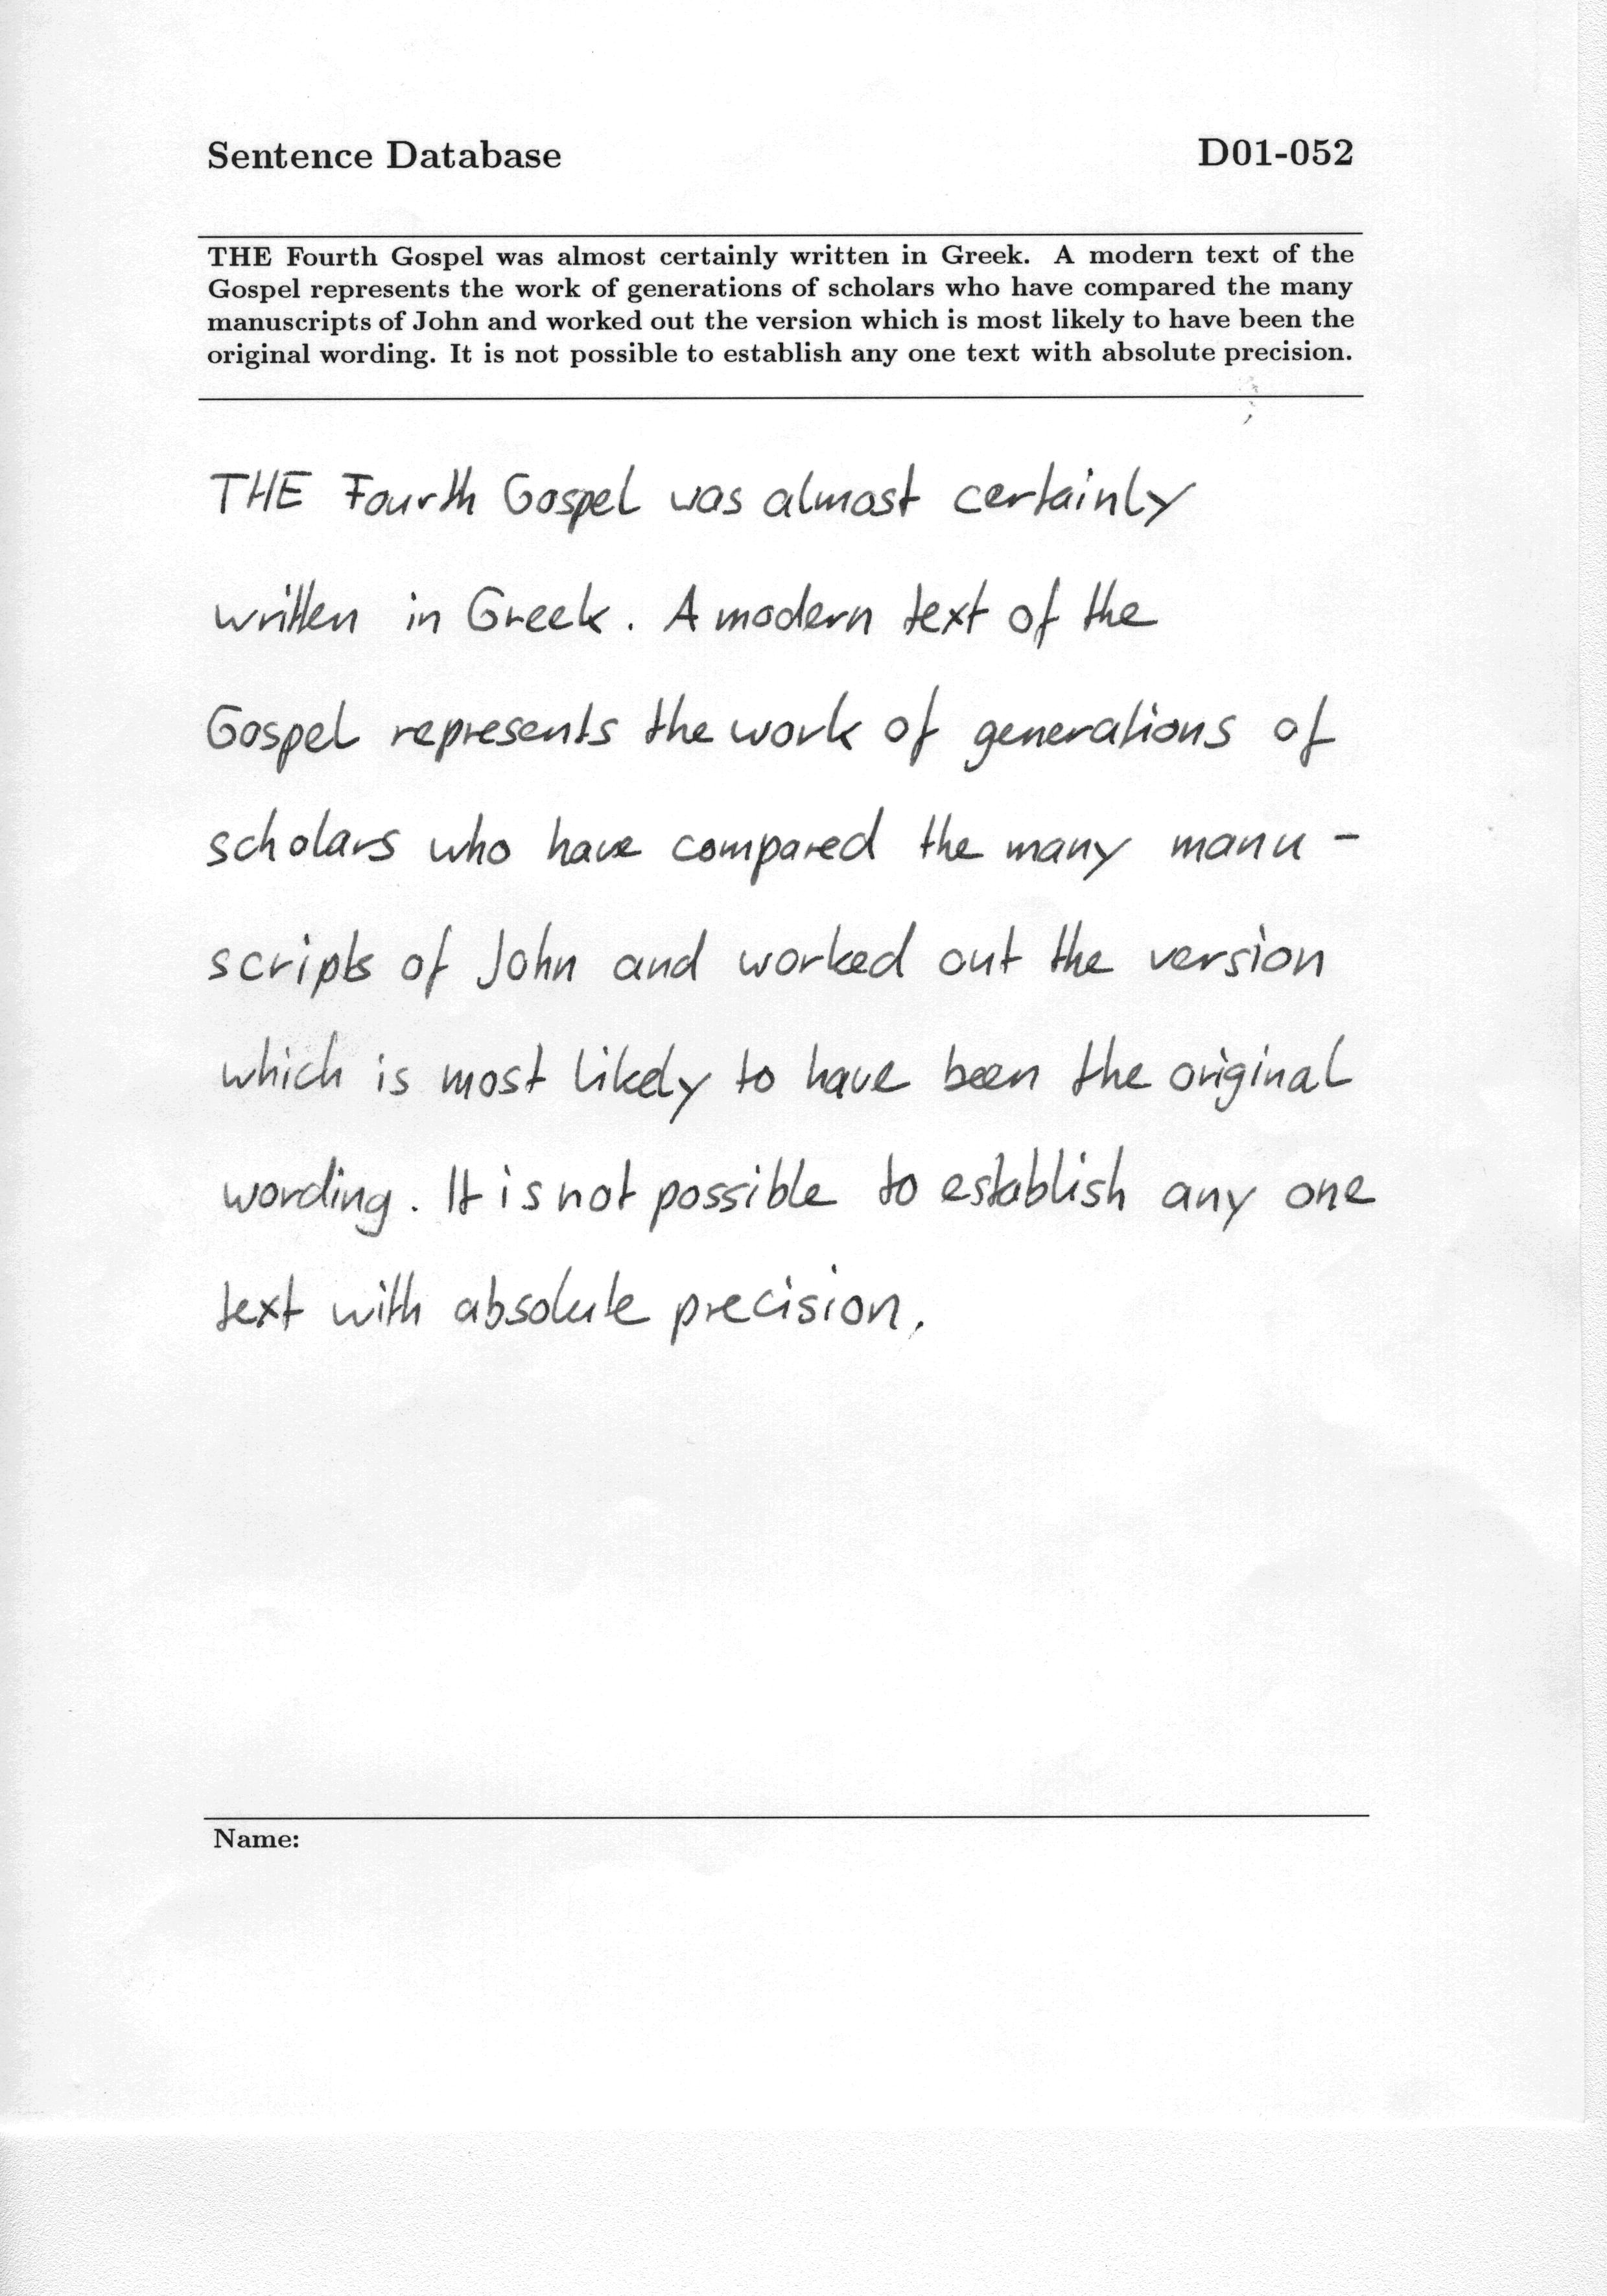 Sentence Database D01-052
THE Fourth Gospel was almost certainly written in Greek. A modern text of the
Gospel represents the work of generations of scholars who have compared the many
manuscripts of John and worked out the version which is most likely to have been the
original wording. It is not possible to establish any one text with absolute precision.
THE Fourth Gospel was almost certainly
written in Greek. A modern text of the
Gospel represents the work of generations of
scholars who have compared the many manu-
scripts of John and worked out the version
which is most likely to have been the original
wording. It is not possible to establish any one
text with absolute precision.
Name: